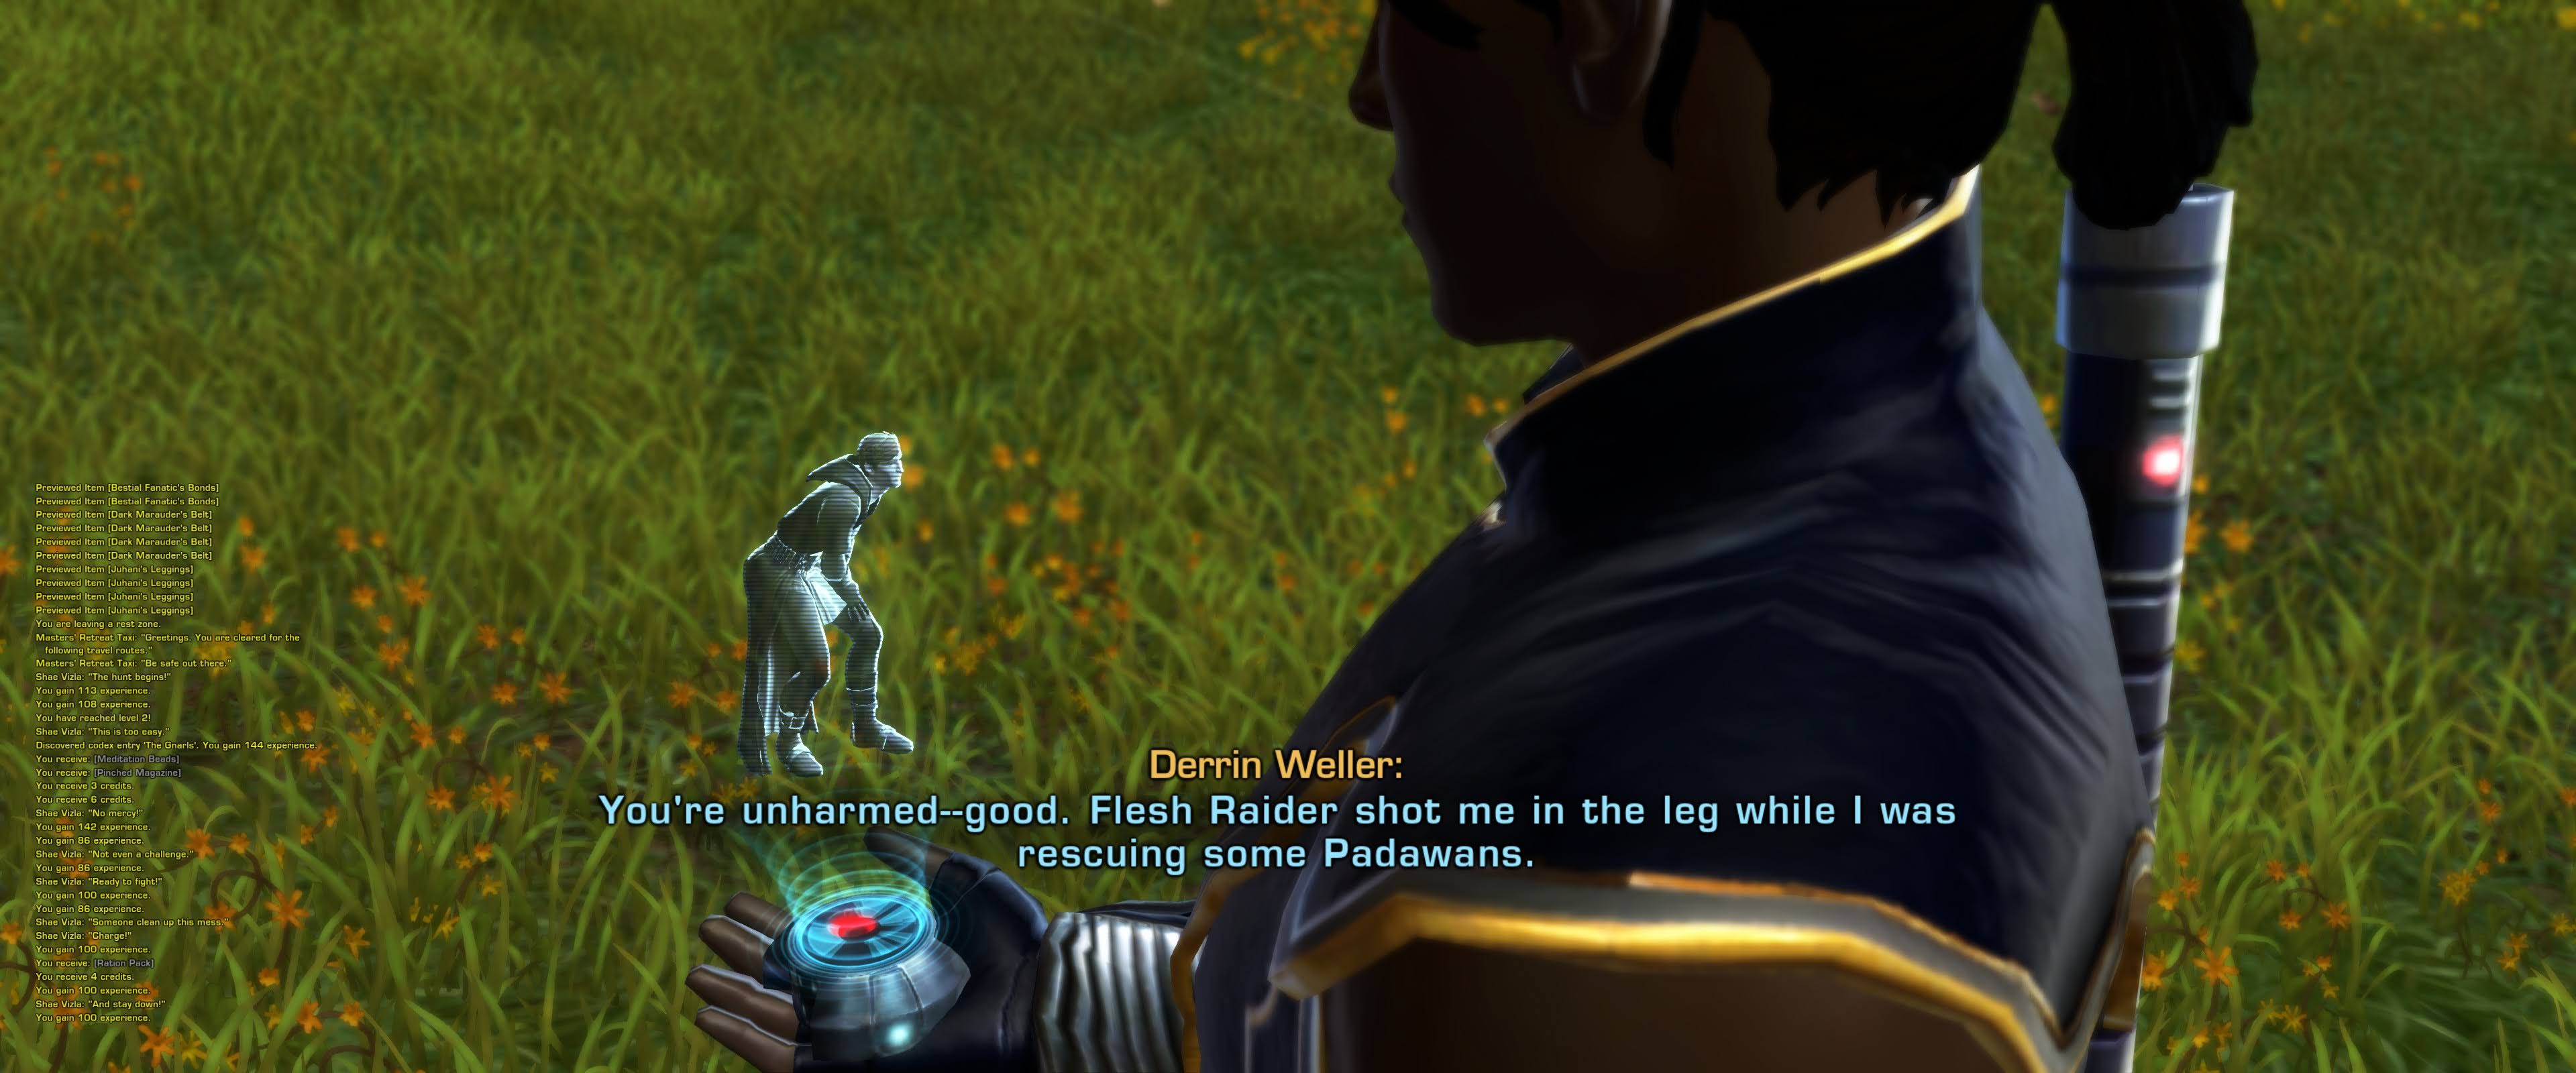 Previewed Item [Bestial Fanatic's Bonds]
Previewed Item [Bestial Fanatic's Bonds]
Previewed Item [Dark Marauder's Belt]
Previewed Item [Dark Marauder's Belt]
Previewed Item [Dark Marauder's Belt]
Previewed Item [Dark Marauder's Belt]
Previewed Item [Juhani's Leggings]
Previewed Item [Juhani's Leggings]
Previewed Item [Juhani's Leggings]
Previewed Item [Juhani's Leggings]
You are leaving a rest zone.
Masters' Retreat Taxi: "Greetings. You are cleared for the
following travel routes:"
Masters' Retreat Taxi: "Be safe out there."
Shae Vizla: "The hunt begins!"
You gain 113 experience.
You gain 108 experience.
You have reached level 2!
Shae Vizla: "This is too easy."
Discovered codex entry 'The Gnarls'. You gain 144 experience.
You receive: [Meditation Beads]
You receive: [Pinched Magazine]
You receive 3 credits.
You receive 6 credits.
Shae Vizla: "No mercy!"
You gain 142 experience.
You gain 86 experience.
Shae Vizla: "Not even a challenge."
You gain 86 experience.
Shae Vizla: "Ready to fight!"
You gain 100 experience.
You gain 86 experience.
Shae Vizla: "Someone clean up this mess."
Shae Vizla: "Charge!"
You gain 100 experience.
You receive: [Ration Pack]
You receive 4 credits.
You gain 100 experience.
Shae Vizla: "And stay down!"
You gain 100 experience.
Derrin Weller:
You're unharmed--good. Flesh Raider shot me in the leg while I was
rescuing some Padawans.